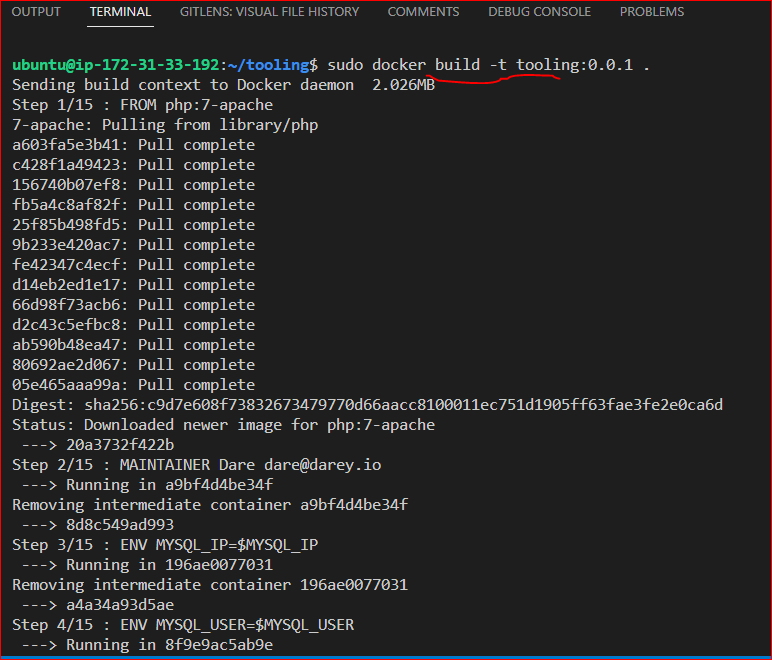 OUTPUT TERMINAL GITLENS: VISUAL FILE HISTORY COMMENTS DEBUG CONSOLE PROBLEMS
ubuntu@ip-172-31-33-192:~/tooling$ sudo docker build -t tooling:0.0.1 .
Sending build context to Docker daemon  2.026MB
Step 1/15 : FROM php:7-apache
7-apache: Pulling from library/php
a603fa5e3b41: Pull complete
c428f1a49423: Pull complete
156740b07ef8: Pull complete
fb5a4c8af82f: Pull complete
25f85b498fd5: Pull complete
9b233e420ac7: Pull complete
fe42347c4ecf: Pull complete
d14eb2ed1e17: Pull complete
66d98f73acb6: Pull complete
d2c43c5efbc8: Pull complete
ab590b48ea47: Pull complete
80692ae2d067: Pull complete
05e465aaa99a: Pull complete
Digest: sha256:c9d7e608f73832673479770d66aacc8100011ec751d1905ff63fae3fe2e0ca6d
Status: Downloaded newer image for php:7-apache
 ---> 20a3732f422b
Step 2/15 : MAINTAINER Dare dare@darey.io
 ---> Running in a9bf4d4be34f
Removing intermediate container a9bf4d4be34f
 ---> 8d8c549ad993
Step 3/15 : ENV MYSQL_IP=$MYSQL_IP
 ---> Running in 196ae0077031
Removing intermediate container 196ae0077031
 ---> a4a34a93d5ae
Step 4/15 : ENV MYSQL_USER=$MYSQL_USER
 ---> Running in 8f9e9ac5ab9e